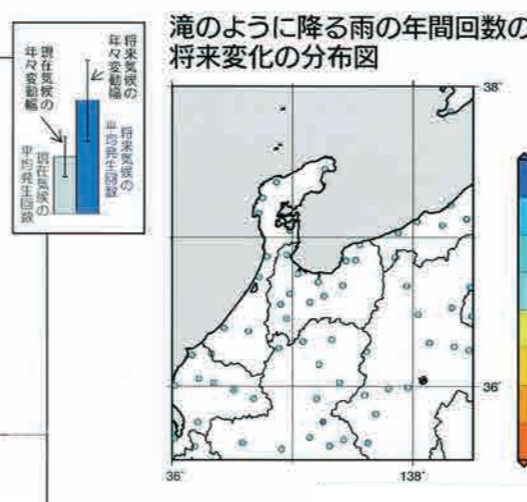 将来気候の
年々変動幅
現在気候の
年々変動幅
将来気候の
平均発生回数
現在気候の
平均発生回数
滝のように降る雨の年間回数の
将来変化の分布図
38°
36°
36°
138°